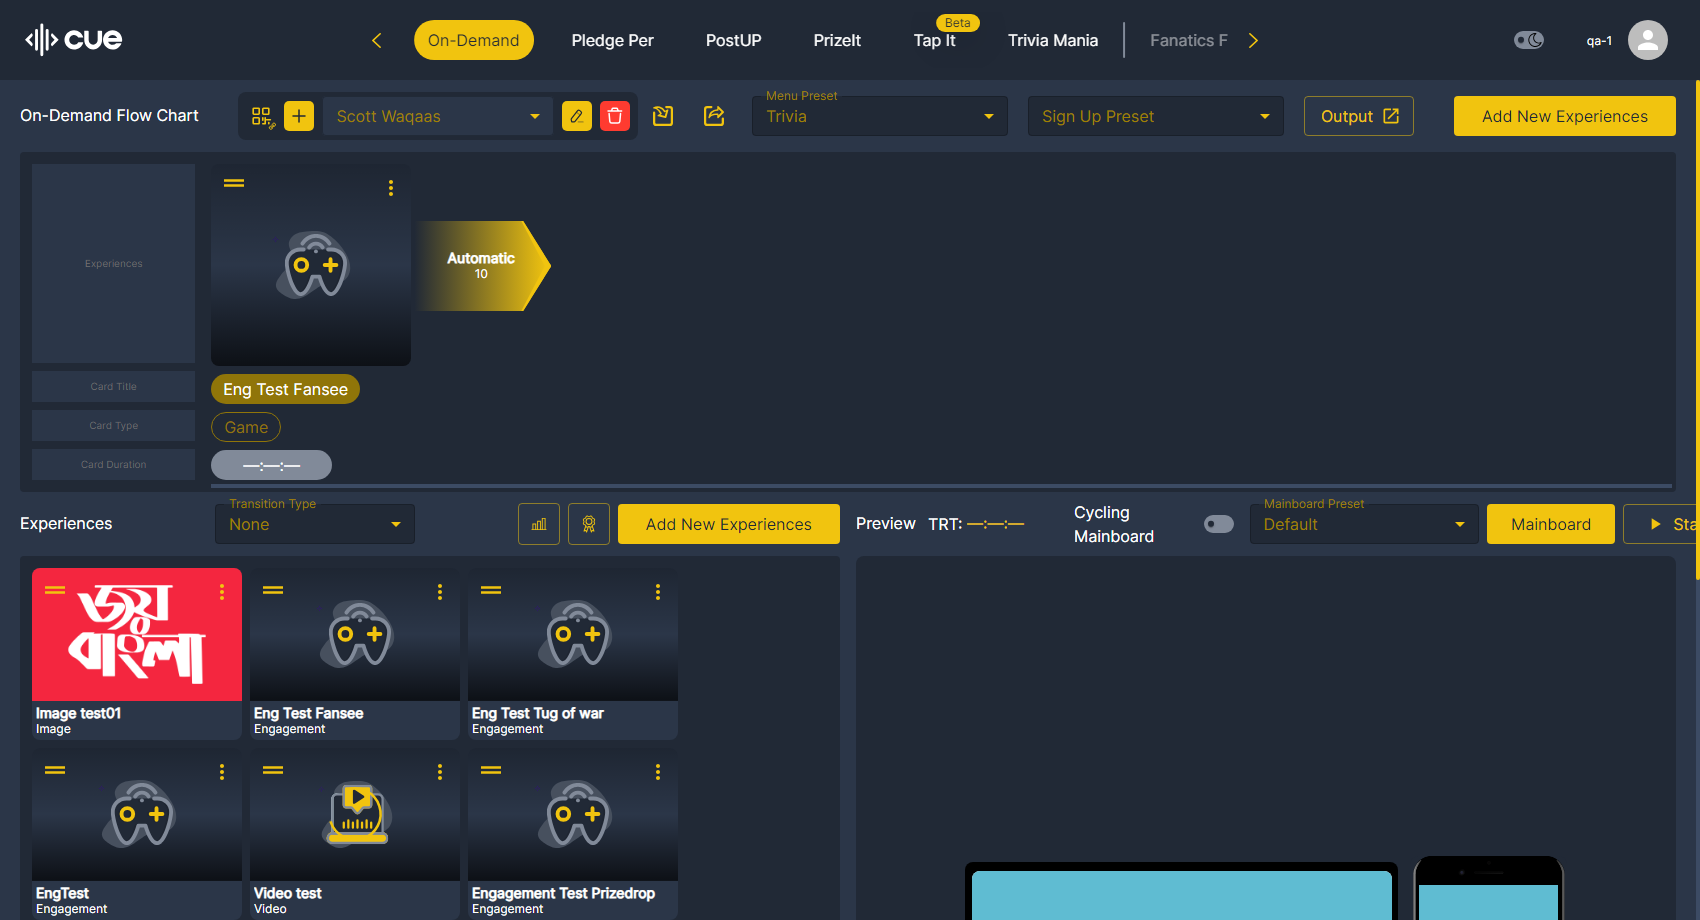 cue
On-Demand
Pledge Per
PostUP
PrizeIt
Tap It
Beta
Trivia Mania
Fanatics F
qa-1
On-Demand Flow Chart
Scott Waqaas
Menu Preset
Trivia
Sign Up Preset
Output
Add New Experiences
Experiences
Automatic
10
Card Title
Eng Test Fansee
Card Type
Game
Card Duration
—:—:—
Experiences
Transition Type
None
Add New Experiences
Preview
TRT: —:—:—
Cycling
Mainboard
Mainboard Preset
Default
Mainboard
Sta
জয়
বাংলা
Image test01
Image
Eng Test Fansee
Engagement
Eng Test Tug of war
Engagement
EngTest
Engagement
Video test
Video
Engagement Test Prizedrop
Engagement